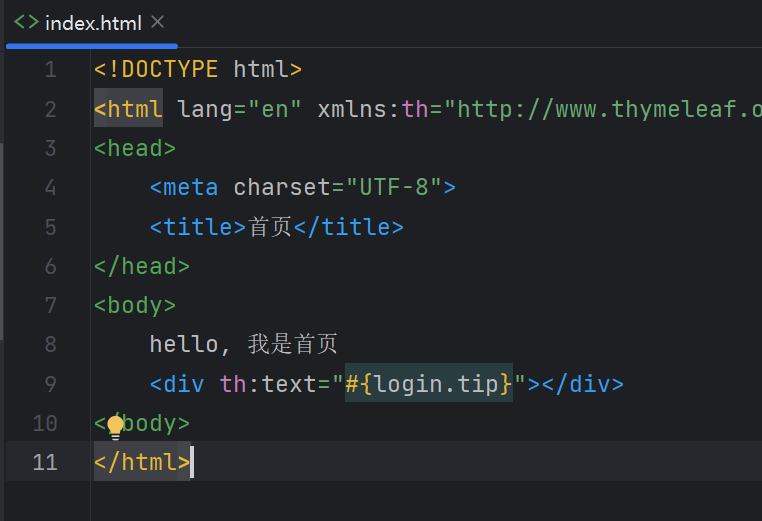 index.html
1 <!DOCTYPE html>
2 <html lang="en" xmlns:th="http://www.thymeleaf.o
3 <head>
4 <meta charset="UTF-8">
5 <title>首页</title>
6 </head>
7 <body>
8 hello, 我是首页
9 <div th:text="#{login.tip}"></div>
10 </body>
11 </html>